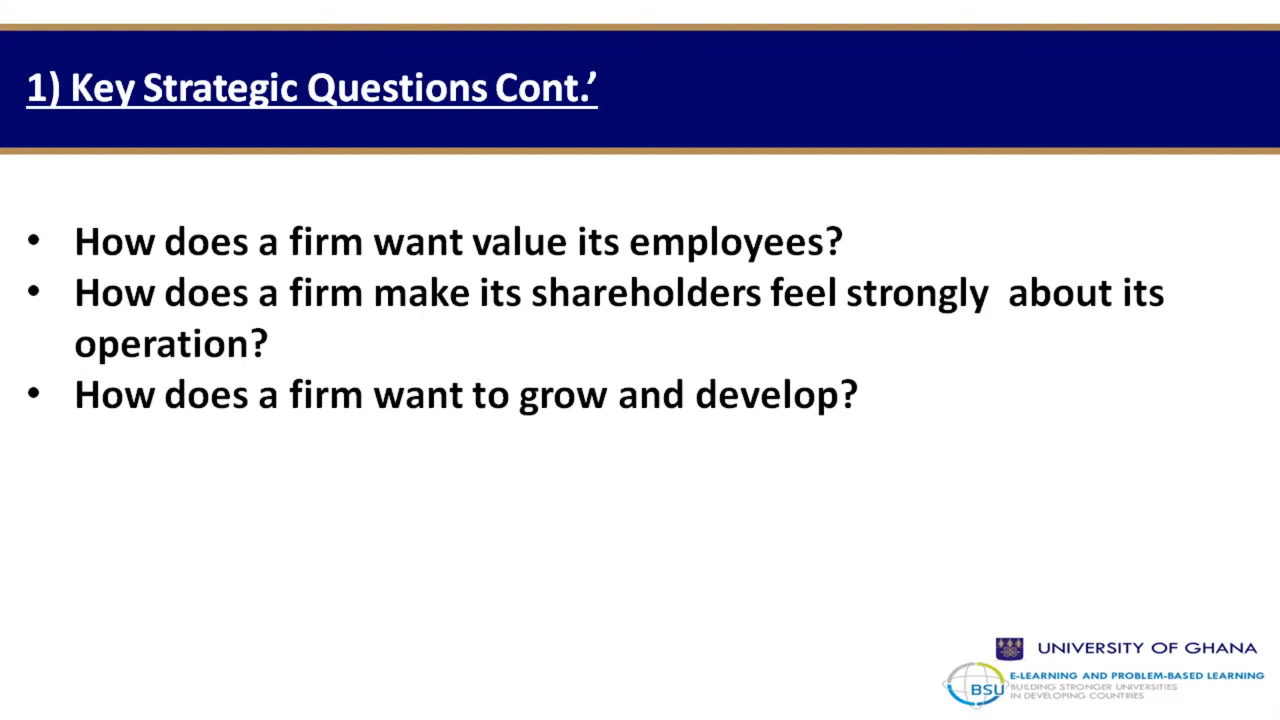 1) Key Strategic Questions Cont.’
• How does a firm want value its employees?
• How does a firm make its shareholders feel strongly  about its
operation?
• How does a firm want to grow and develop?
UNIVERSITY OF GHANA
BSU
E-LEARNING AND PROBLEM-BASED LEARNING
BUILDING STRONGER UNIVERSITIES
IN DEVELOPING COUNTRIES